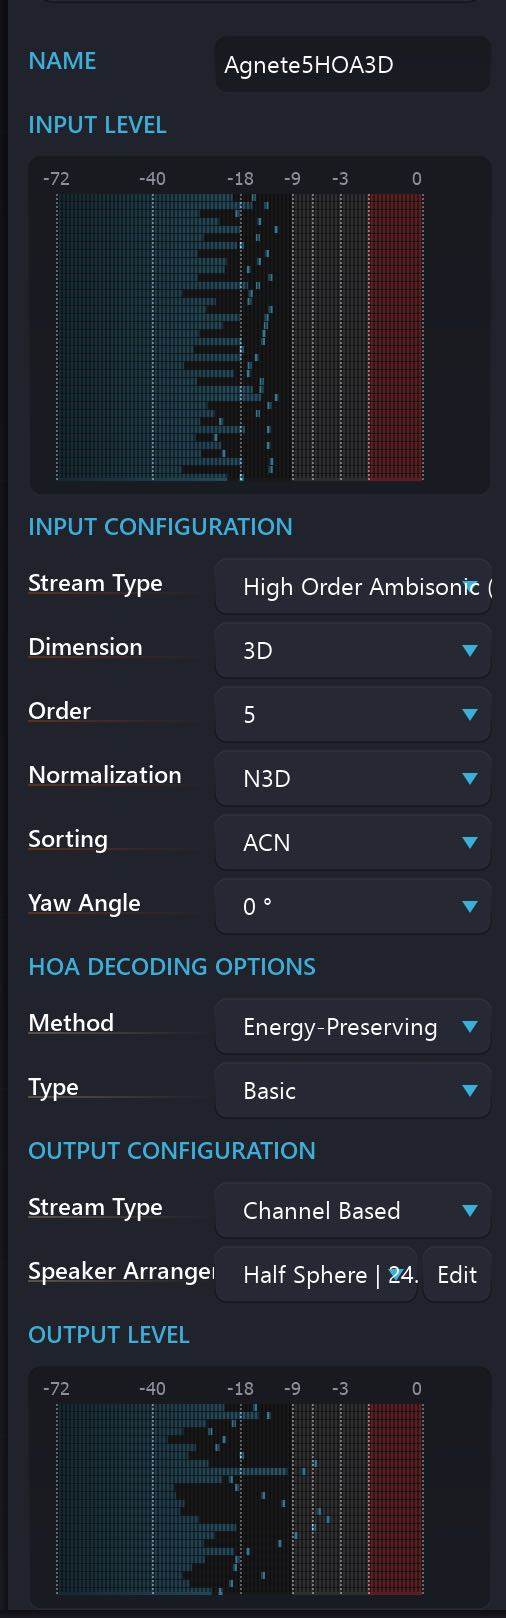 NAME
Agnete5HOA3D
INPUT LEVEL
-72 -40 -18 -9 -3 0
INPUT CONFIGURATION
Stream Type High Order Ambisonic (
Dimension 3D
Order 5
Normalization N3D
Sorting ACN
Yaw Angle 0 °
HOA DECODING OPTIONS
Method Energy-Preserving
Type Basic
OUTPUT CONFIGURATION
Stream Type Channel Based
Speaker Arranger Half Sphere | 24. Edit
OUTPUT LEVEL
-72 -40 -18 -9 -3 0